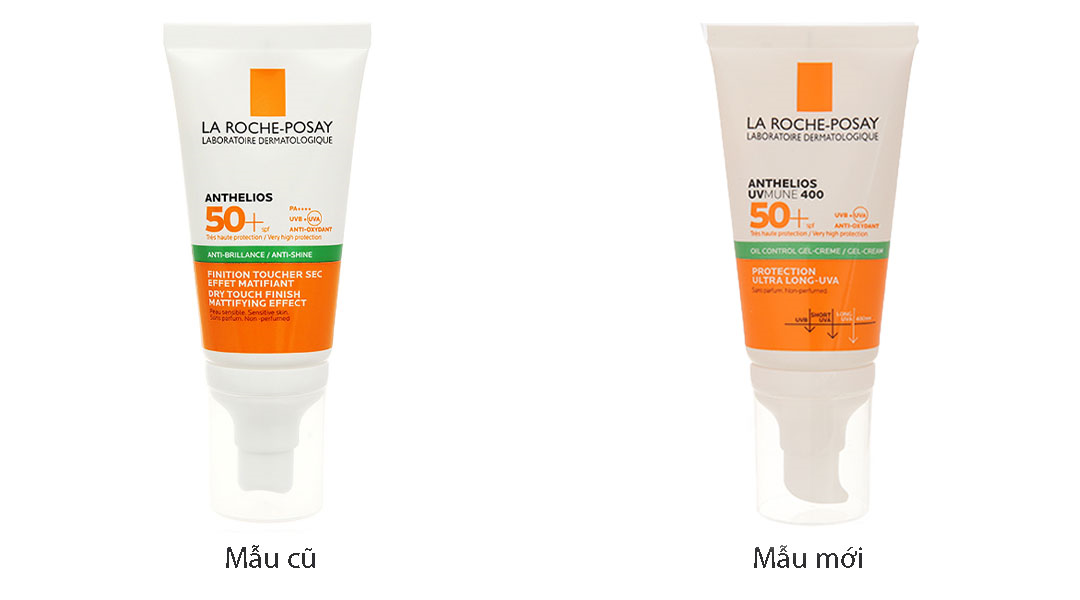 LA ROCHE-POSAY
LABORATOIRE DERMATOLOGIQUE
ANTHELIOS
50+ spf
PA++++
UVB + UVA
ANTI-OXYDANT
Très haute protection / Very high protection
ANTI-BRILLANCE / ANTI-SHINE
FINITION TOUCHER SEC
EFFET MATIFIANT
DRY TOUCH FINISH
MATTIFYING EFFECT
Peau sensible. Sensitive skin.
Sans parfum. Non-perfumed
Mẫu cũ
LA ROCHE-POSAY
LABORATOIRE DERMATOLOGIQUE
ANTHELIOS
UVMUNE 400
50+ spf
UVB + UVA
ANTI-OXYDANT
Très haute protection / Very high protection
OIL CONTROL GEL-CREME / GEL-CREAM
PROTECTION
ULTRA LONG-UVA
Sans parfum. Non-perfumed.
UVB
SHORT UVA
LONG UVA
400nm
Mẫu mới